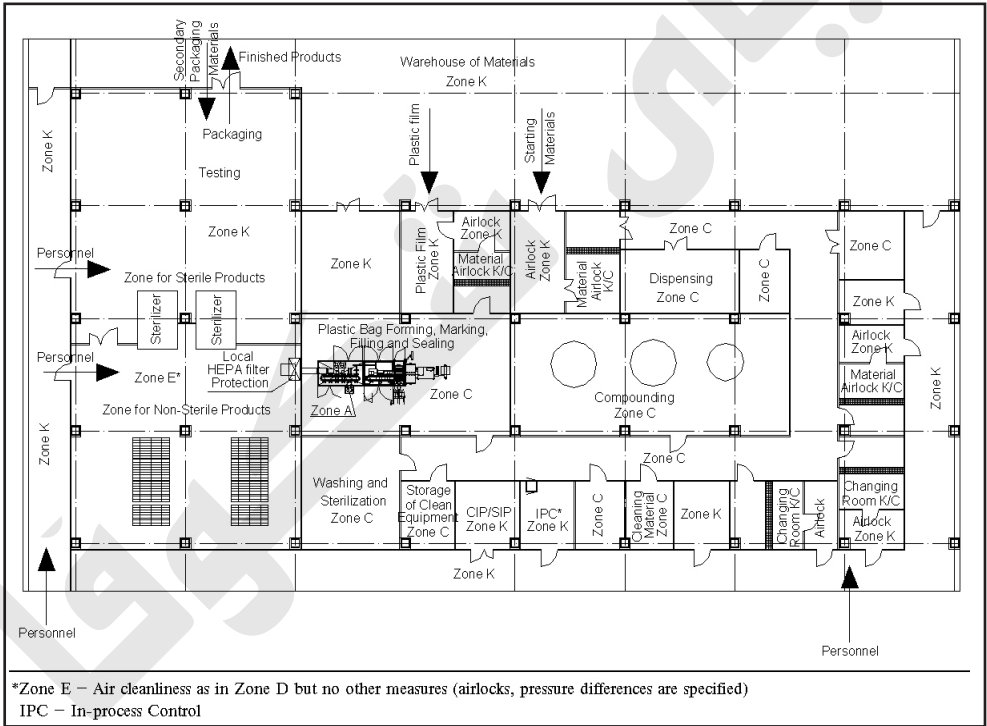 Secondary
Packaging
Materials
Finished Products
Warehouse of Materials
Zone K
Zone K
Packaging
Testing
Plastic film
Starting
Materials
Zone K
Personnel
Zone for Sterile Products
Sterilizer
Sterilizer
Zone K
Plastic Film
Zone K
Airlock
Zone K
Material
Airlock K/C
Airlock
Zone K
Material
Airlock
K/C
Zone C
Dispensing
Zone C
Zone C
Zone C
Zone K
Airlock
Zone K
Material
Airlock K/C
Zone K
Personnel
Zone E*
Local
HEPA filter
Protection
Plastic Bag Forming, Marking,
Filling and Sealing
Zone A
Zone C
Compounding
Zone C
Zone for Non-Sterile Products
Zone K
Zone C
Washing and
Sterilization
Zone C
Storage
of Clean
Equipment
Zone C
CIP/SIP
Zone K
IPC*
Zone K
Zone C
Cleaning
Material
Zone C
Zone K
Changing
Room K/C
Airlock
Changing
Room K/C
Airlock
Zone K
Zone K
Personnel
Personnel
*Zone E – Air cleanliness as in Zone D but no other measures (airlocks, pressure differences are specified)
IPC – In-process Control